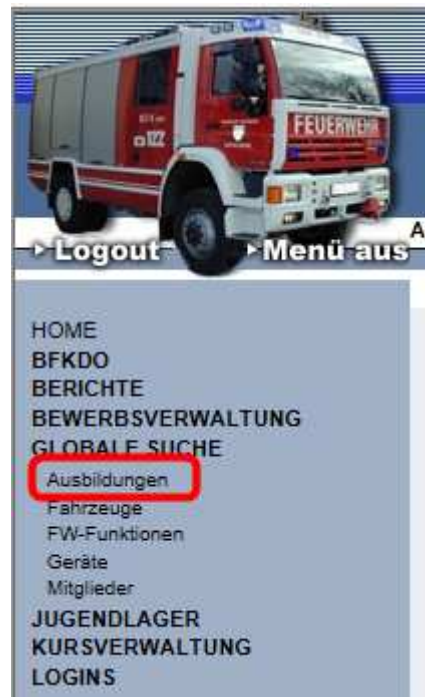 FEUERWEHR
Logout
Menü aus
A
HOME
BFKDO
BERICHTE
BEWERBSVERWALTUNG
GLOBALE SUCHE
Ausbildungen
Fahrzeuge
FW-Funktionen
Geräte
Mitglieder
JUGENDLAGER
KURSVERWALTUNG
LOGINS